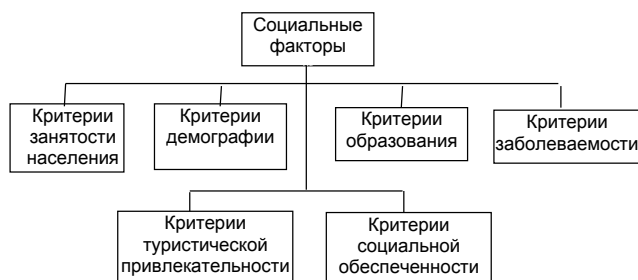 Социальные
факторы
Критерии
занятости
населения
Критерии
демографии
Критерии
образования
Критерии
заболеваемости
Критерии
туристической
привлекательности
Критерии
социальной
обеспеченности